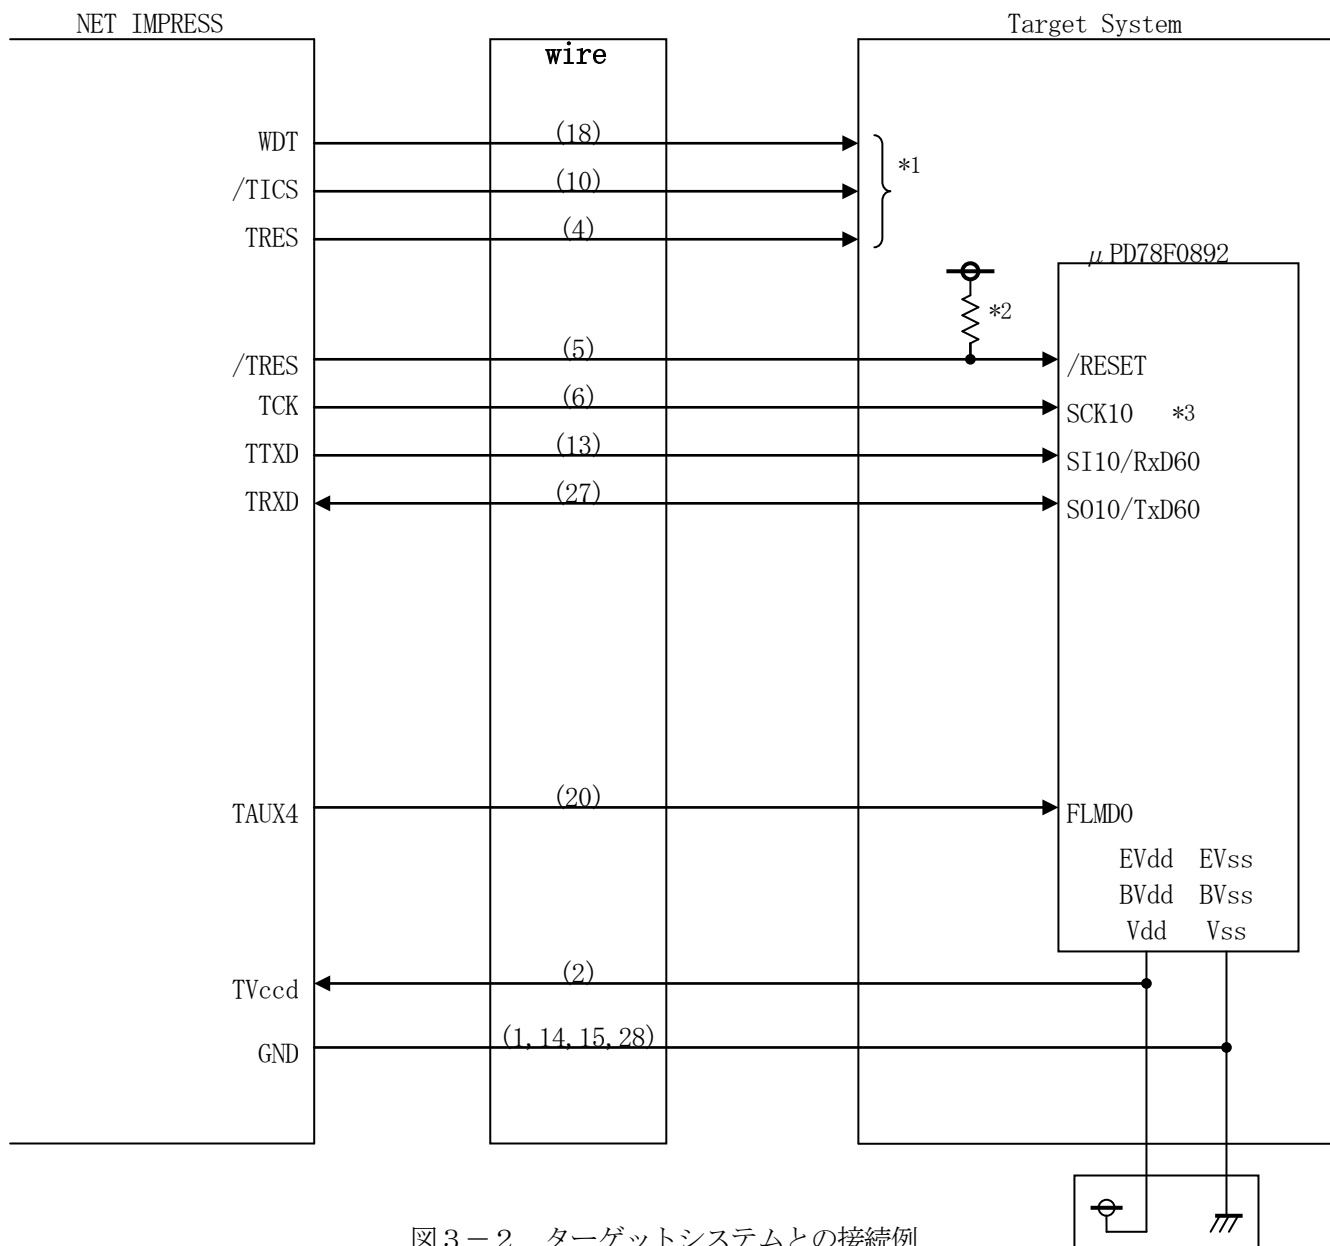 NET IMPRESS
Target System
wire
WDT
(18)
*1
/TICS
(10)
TRES
(4)
μPD78F0892
*2
/TRES
(5)
/RESET
TCK
(6)
SCK10 *3
TTXD
(13)
SI10/RxD60
TRXD
(27)
SO10/TxD60
TAUX4
(20)
FLMD0
EVdd EVss
BVdd BVss
Vdd Vss
TVccd
(2)
GND
(1,14,15,28)
図3－2 ターゲットシステムとの接続例